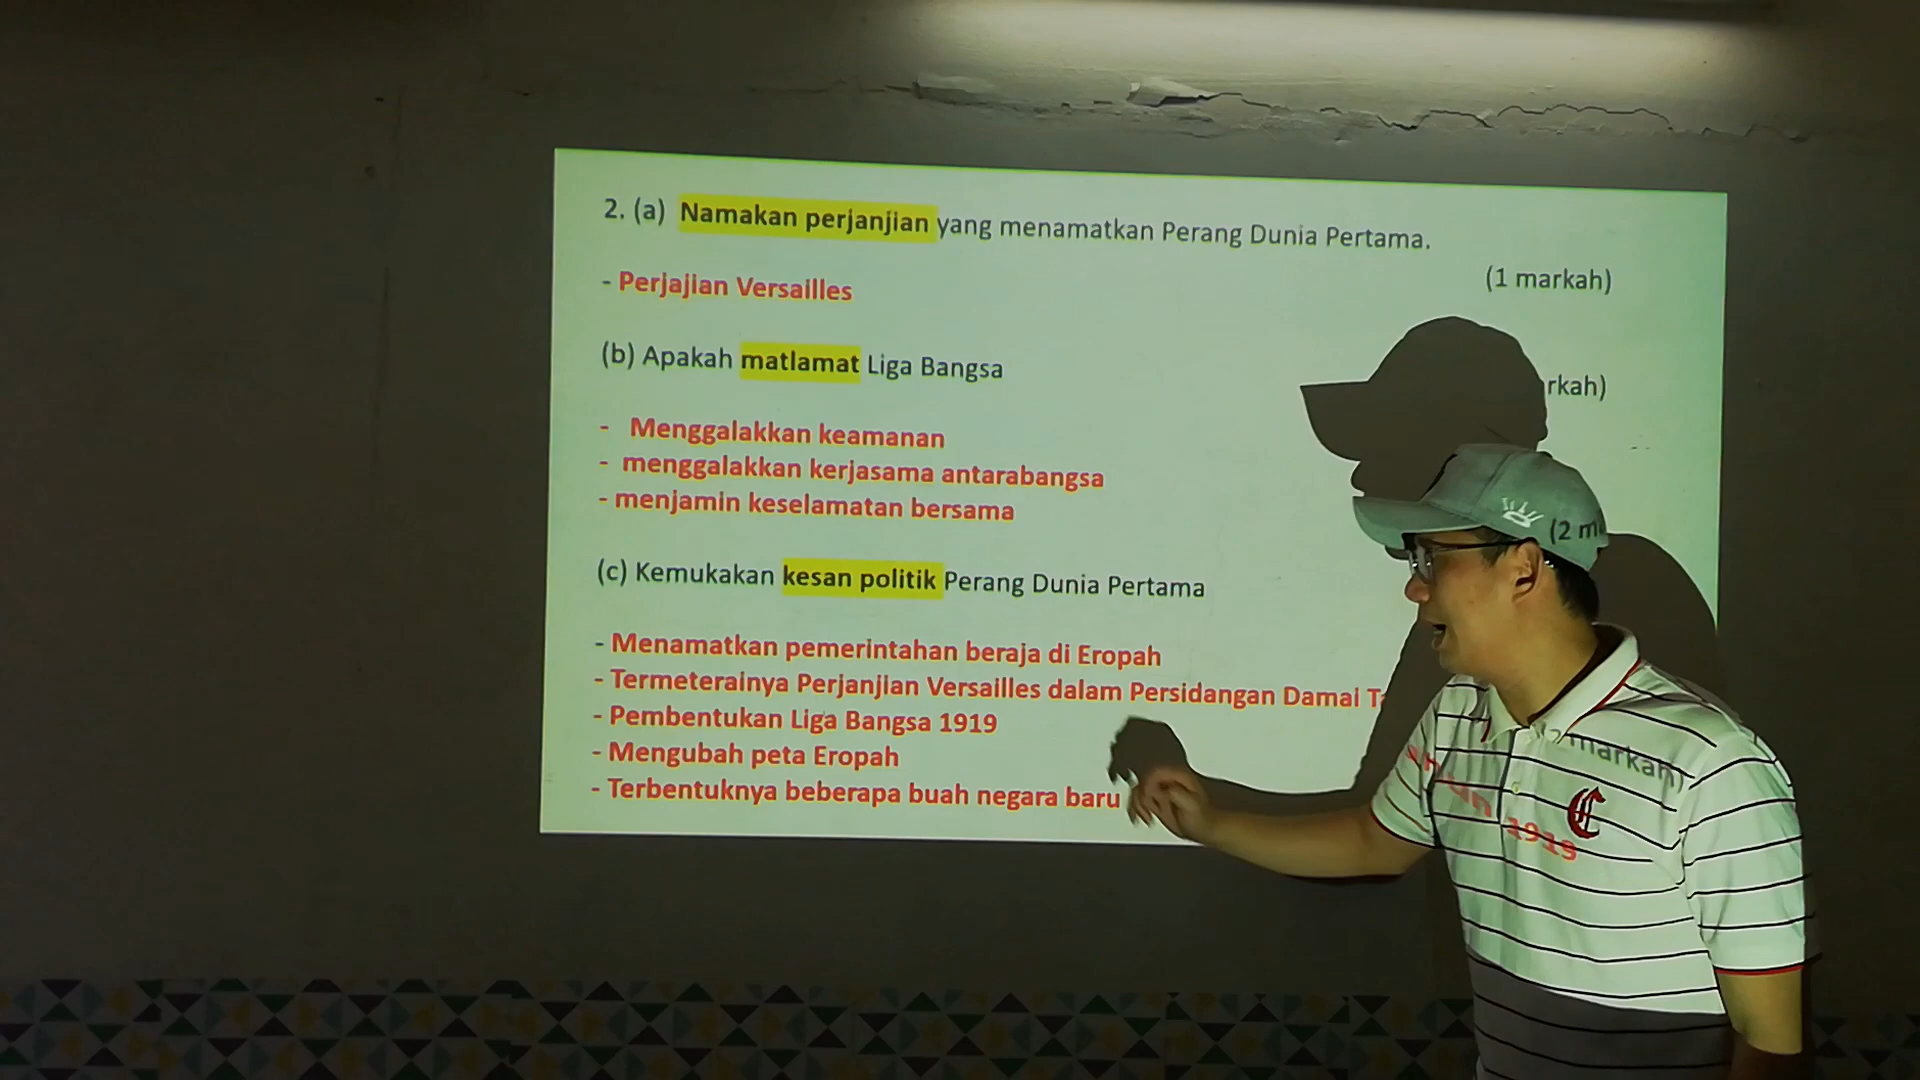 2. (a) Namakan perjanjian yang menamatkan Perang Dunia Pertama.
(1 markah)
- Perjajian Versailles
(b) Apakah matlamat Liga Bangsa
rkah)
- Menggalakkan keamanan
- menggalakkan kerjasama antarabangsa
- menjamin keselamatan bersama
(2 m
(c) Kemukakan kesan politik Perang Dunia Pertama
- Menamatkan pemerintahan beraja di Eropah
- Termeterainya Perjanjian Versailles dalam Persidangan Damai T
markah)
- Pembentukan Liga Bangsa 1919
- Mengubah peta Eropah
- Terbentuknya beberapa buah negara baru
1919
C